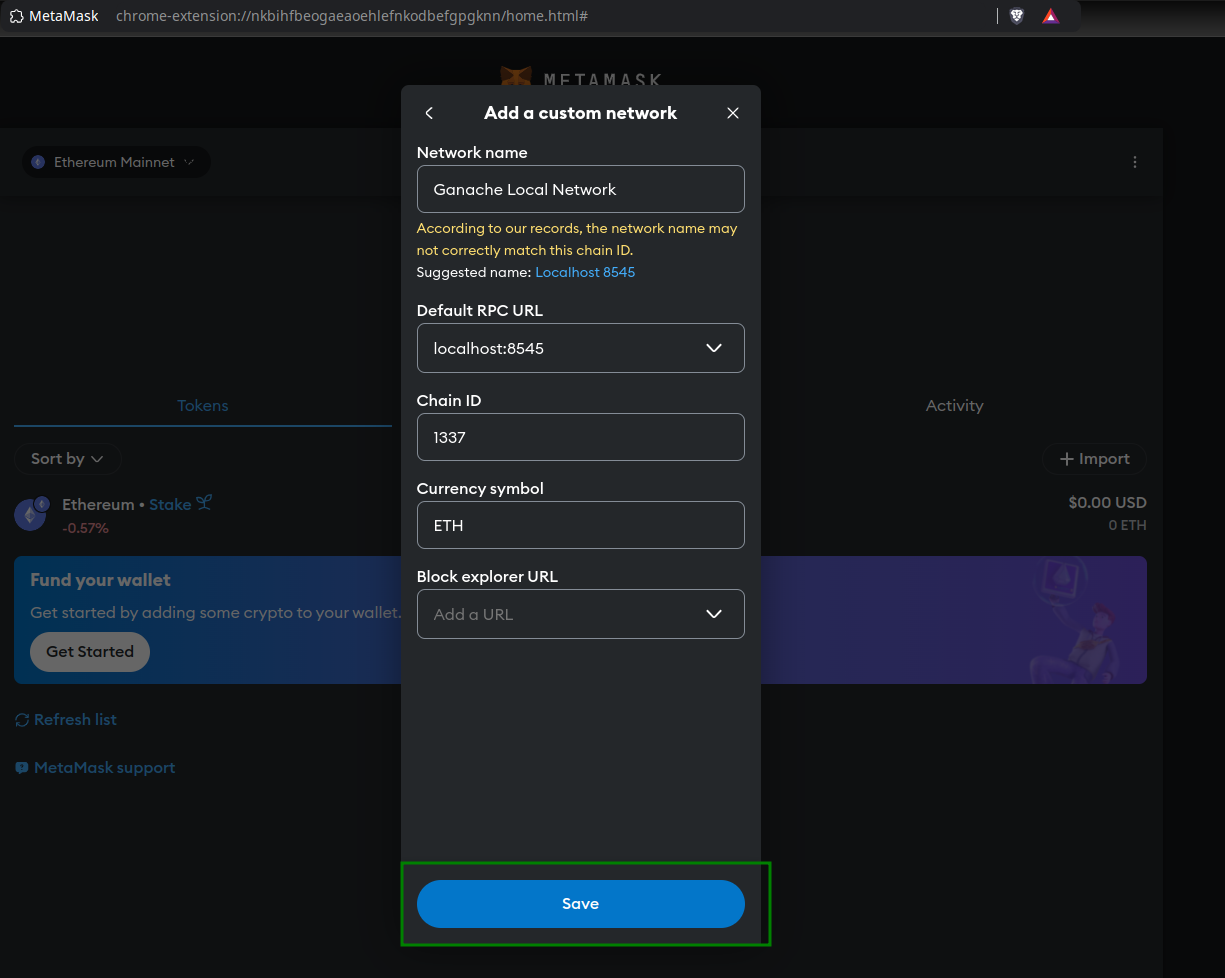 MetaMask chrome-extension://nkbihfbeogaeaoehlefnkodbefgpgknn/home.html#
METAMASK
Add a custom network
Ethereum Mainnet
Network name
Ganache Local Network
According to our records, the network name may
not correctly match this chain ID.
Suggested name: Localhost 8545
Default RPC URL
localhost:8545
Chain ID
1337
Currency symbol
ETH
Block explorer URL
Add a URL
Save
Tokens
Activity
Sort by
+ Import
Ethereum • Stake
-0.57%
$0.00 USD
0 ETH
Fund your wallet
Get started by adding some crypto to your wallet.
Get Started
Refresh list
MetaMask support